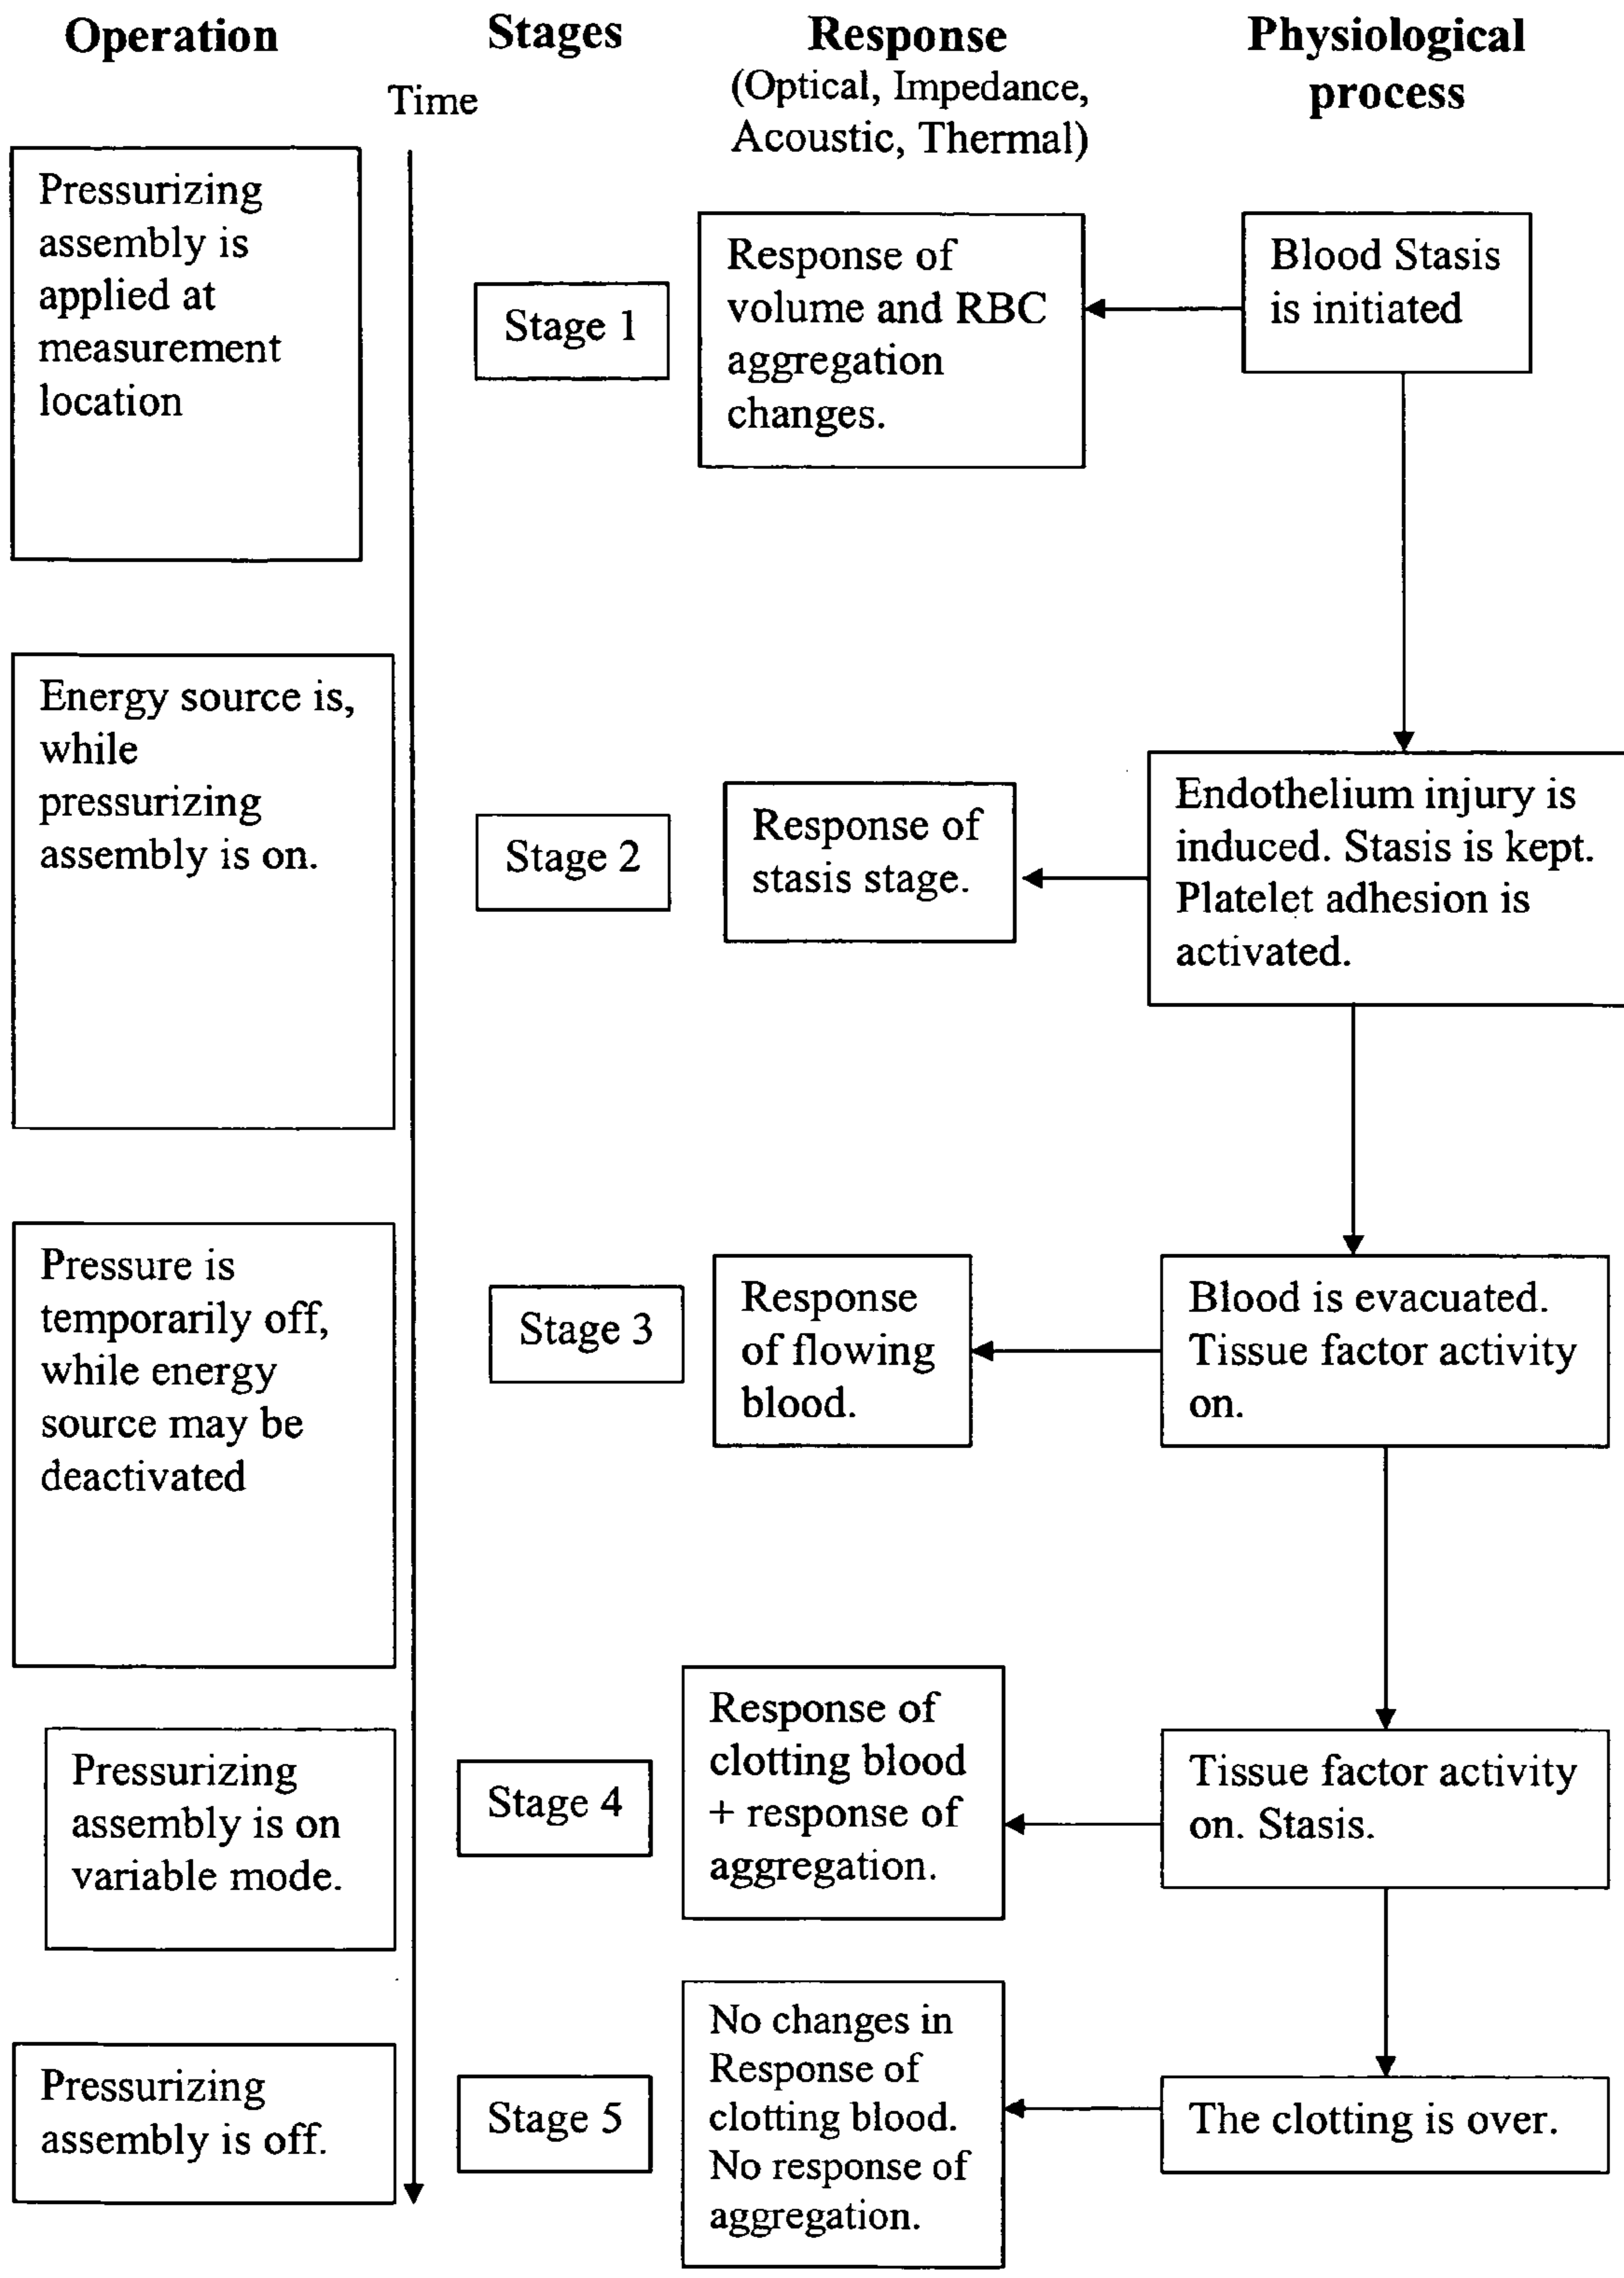 Operation
Stages
Response
(Optical, Impedance,
Acoustic, Thermal)
Physiological
process
Time
Pressurizing
assembly is
applied at
measurement
location
Stage 1
Response of
volume and RBC
aggregation
changes.
Blood Stasis
is initiated
Energy source is,
while
pressurizing
assembly is on.
Stage 2
Response of
stasis stage.
Endothelium injury is
induced. Stasis is kept.
Platelet adhesion is
activated.
Pressure is
temporarily off,
while energy
source may be
deactivated
Stage 3
Response
of flowing
blood.
Blood is evacuated.
Tissue factor activity
on.
Pressurizing
assembly is on
variable mode.
Stage 4
Response of
clotting blood
+ response of
aggregation.
Tissue factor activity
on. Stasis.
Pressurizing
assembly is off.
Stage 5
No changes in
Response of
clotting blood.
No response of
aggregation.
The clotting is over.